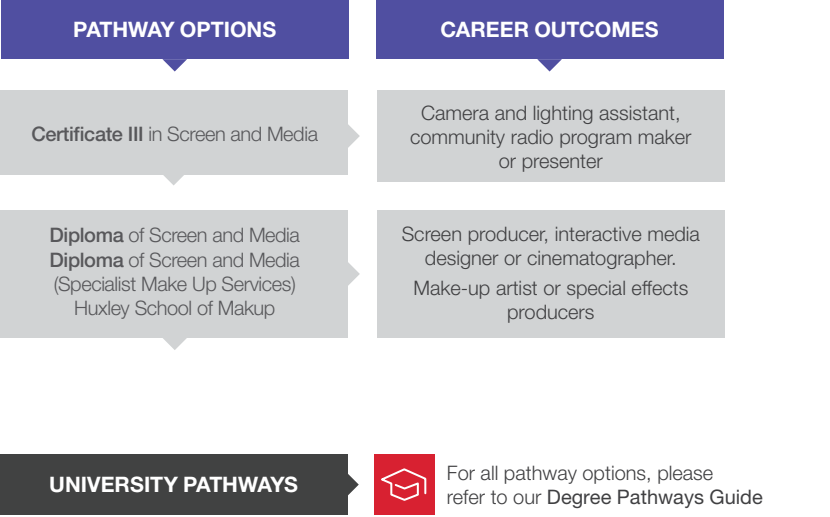 PATHWAY OPTIONS
CAREER OUTCOMES
Certificate III in Screen and Media
Camera and lighting assistant,
community radio program maker
or presenter
Diploma of Screen and Media
Diploma of Screen and Media
(Specialist Make Up Services)
Huxley School of Makup
Screen producer, interactive media
designer or cinematographer.
Make-up artist or special effects
producers
UNIVERSITY PATHWAYS
For all pathway options, please
refer to our Degree Pathways Guide